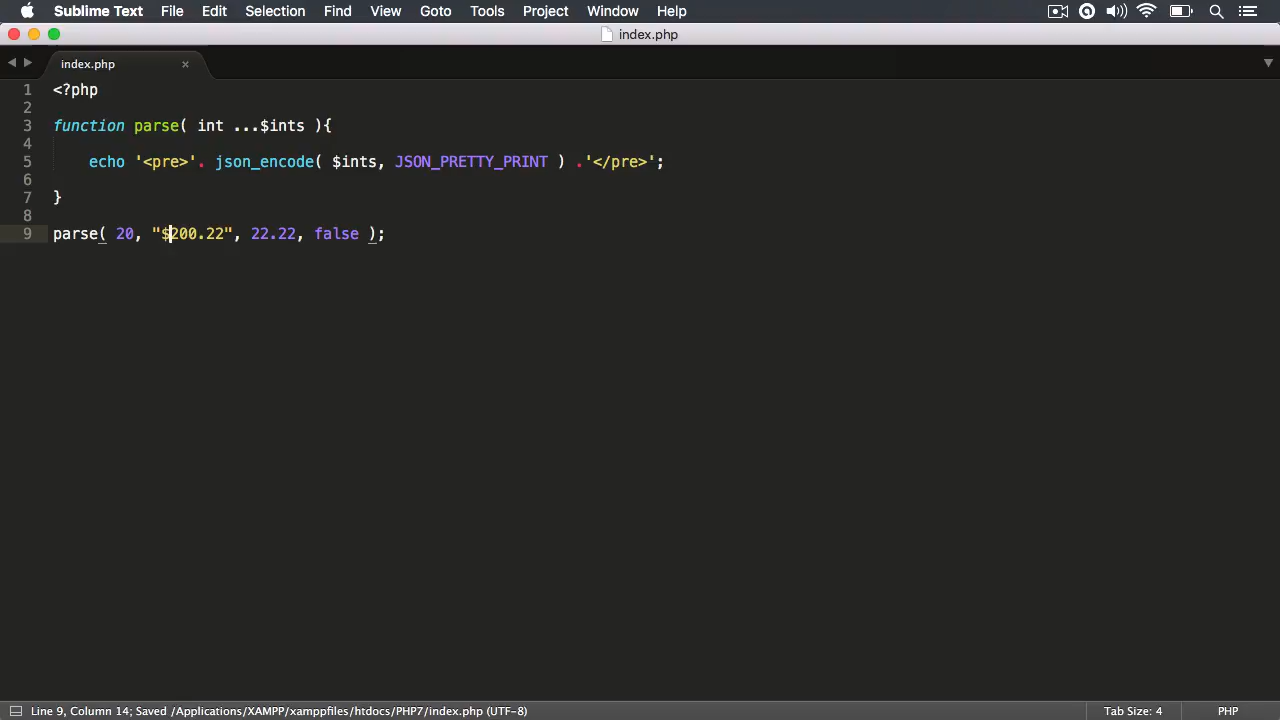 Sublime Text File Edit Selection Find View Goto Tools Project Window Help
index.php
index.php ×
1 <?php
2
3 function parse( int ...$ints ){
4
5     echo '<pre>'. json_encode( $ints, JSON_PRETTY_PRINT ) .'</pre>';
6
7 }
8
9 parse( 20, "$200.22", 22.22, false );
Line 9, Column 14; Saved /Applications/XAMPP/xamppfiles/htdocs/PHP7/index.php (UTF-8) Tab Size: 4 PHP